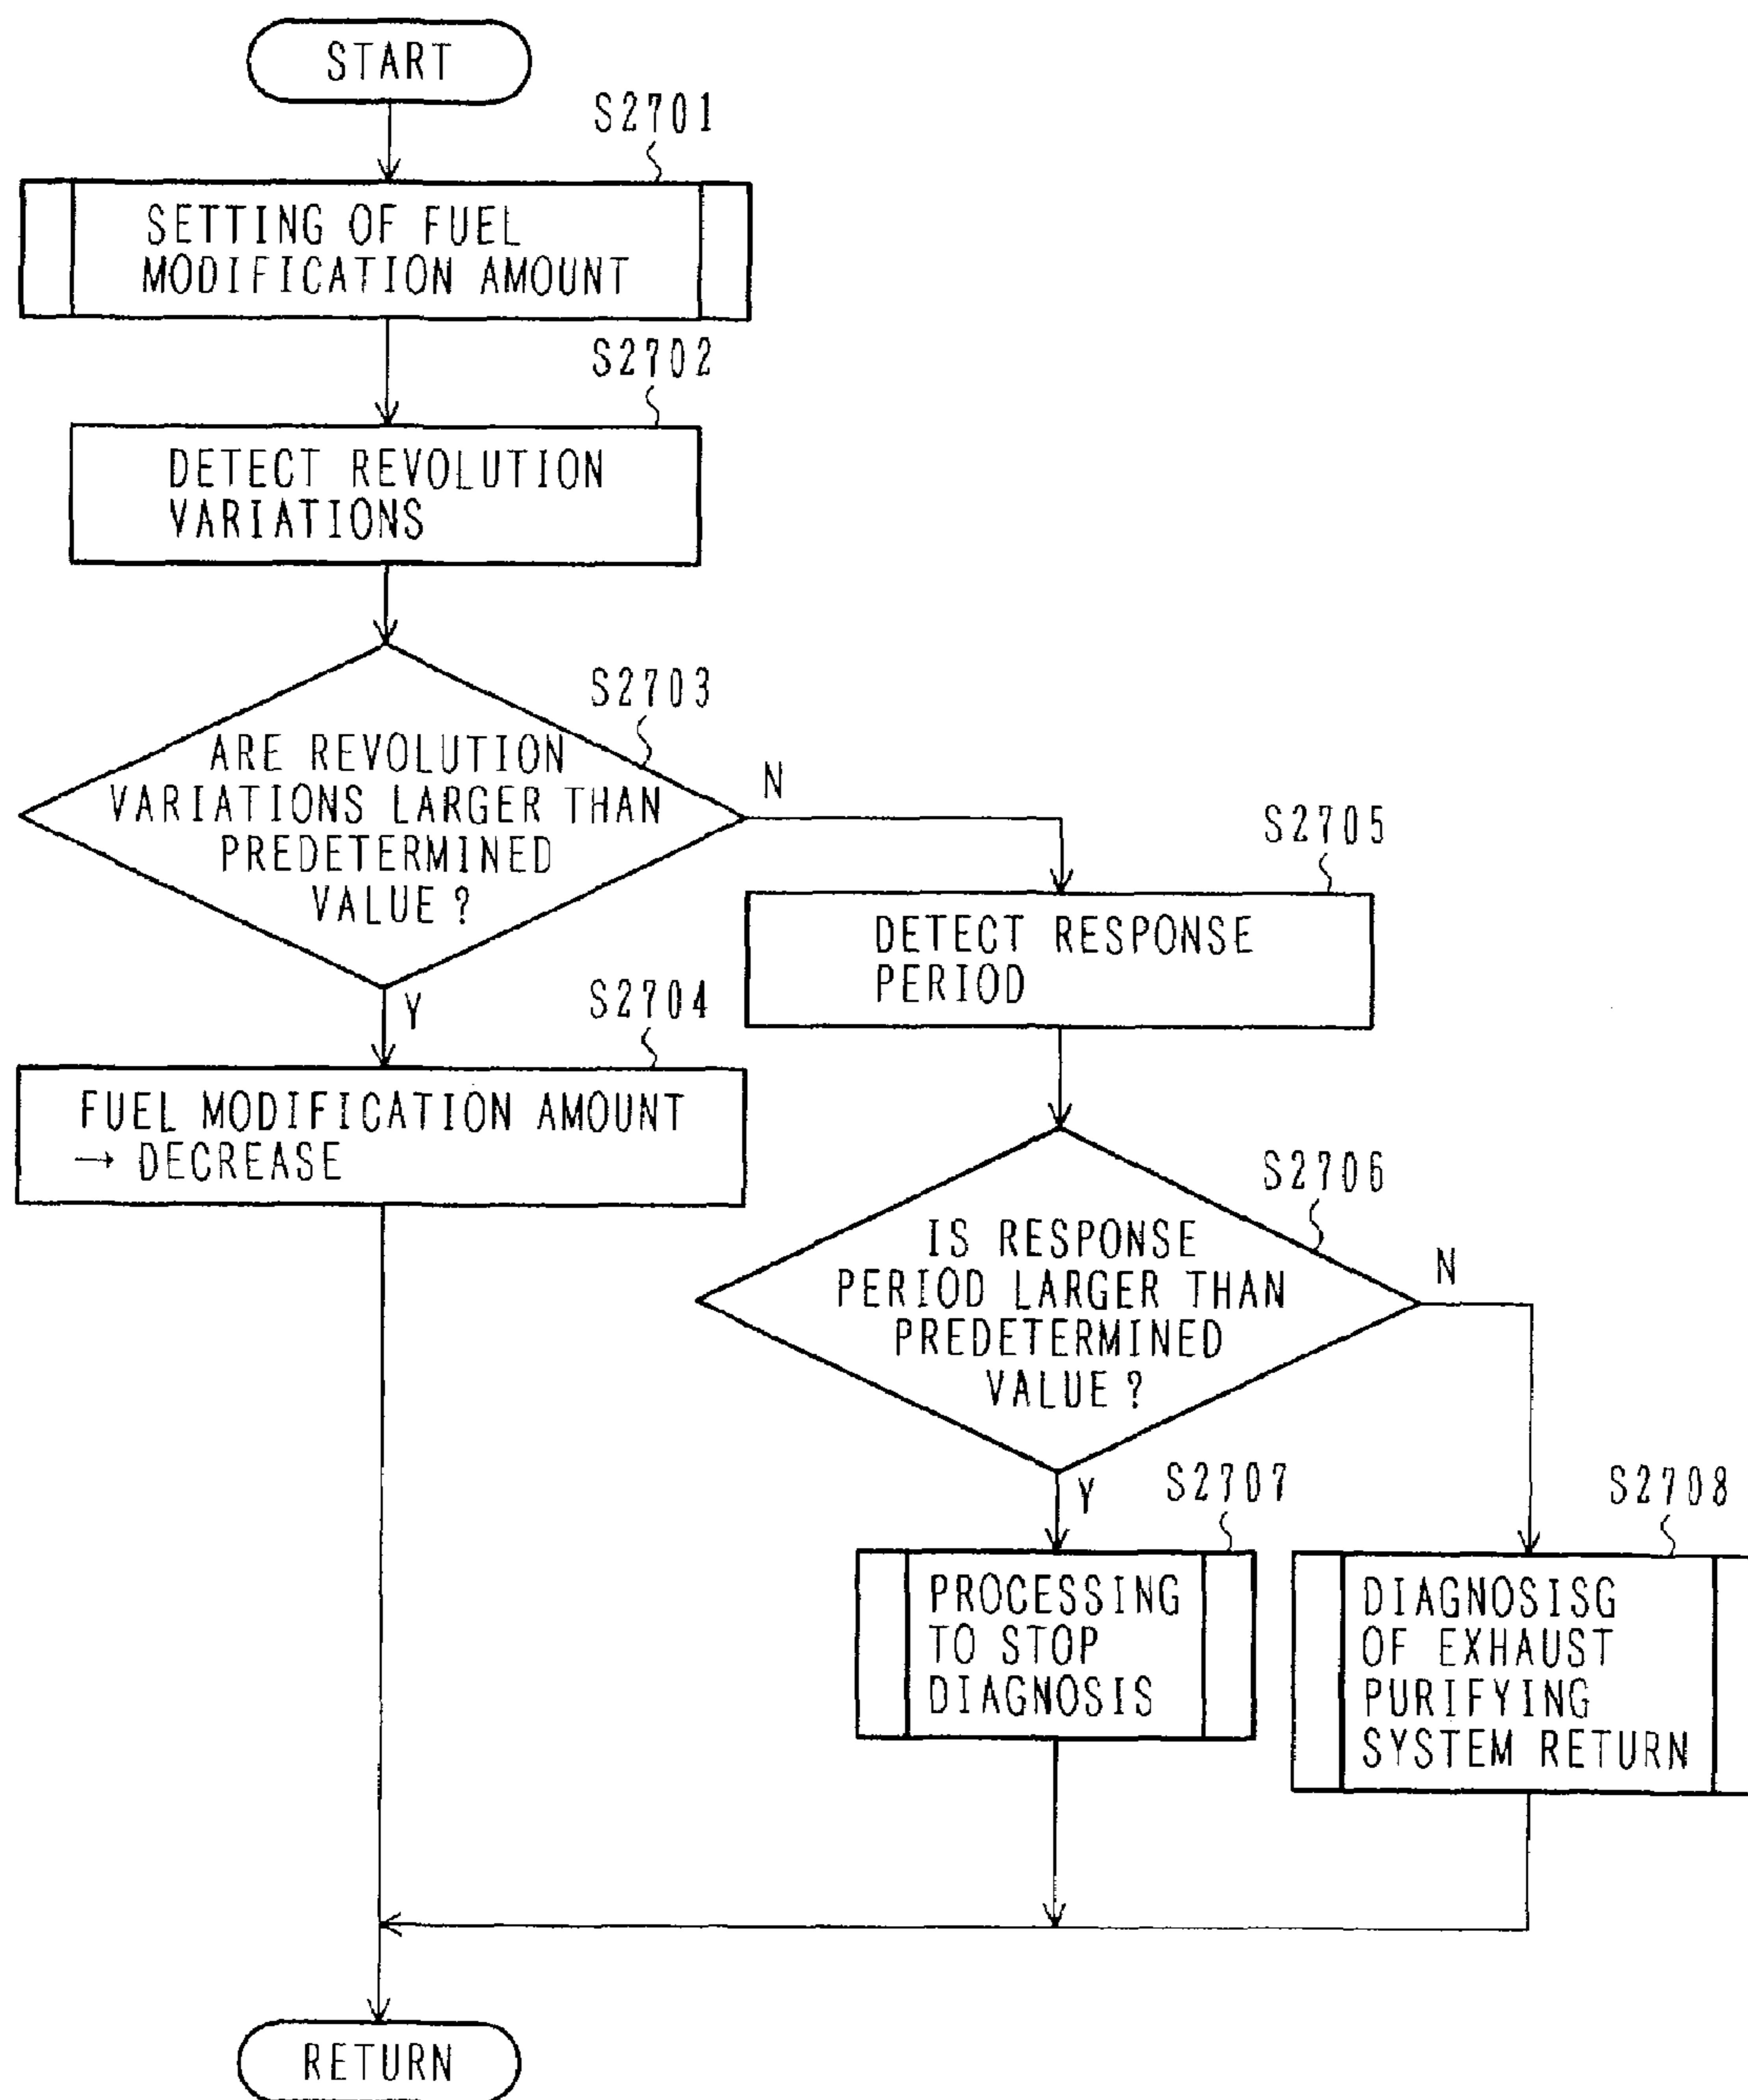 START
S2701
SETTING OF FUEL
MODIFICATION AMOUNT
S2702
DETECT REVOLUTION
VARIATIONS
S2703
ARE REVOLUTION
VARIATIONS LARGER THAN
PREDETERMINED
VALUE?
N
Y
S2705
DETECT RESPONSE
PERIOD
S2704
FUEL MODIFICATION AMOUNT
→ DECREASE
S2706
IS RESPONSE
PERIOD LARGER THAN
PREDETERMINED
VALUE?
N
Y
S2707
PROCESSING
TO STOP
DIAGNOSIS
S2708
DIAGNOSISG
OF EXHAUST
PURIFYING
SYSTEM RETURN
RETURN